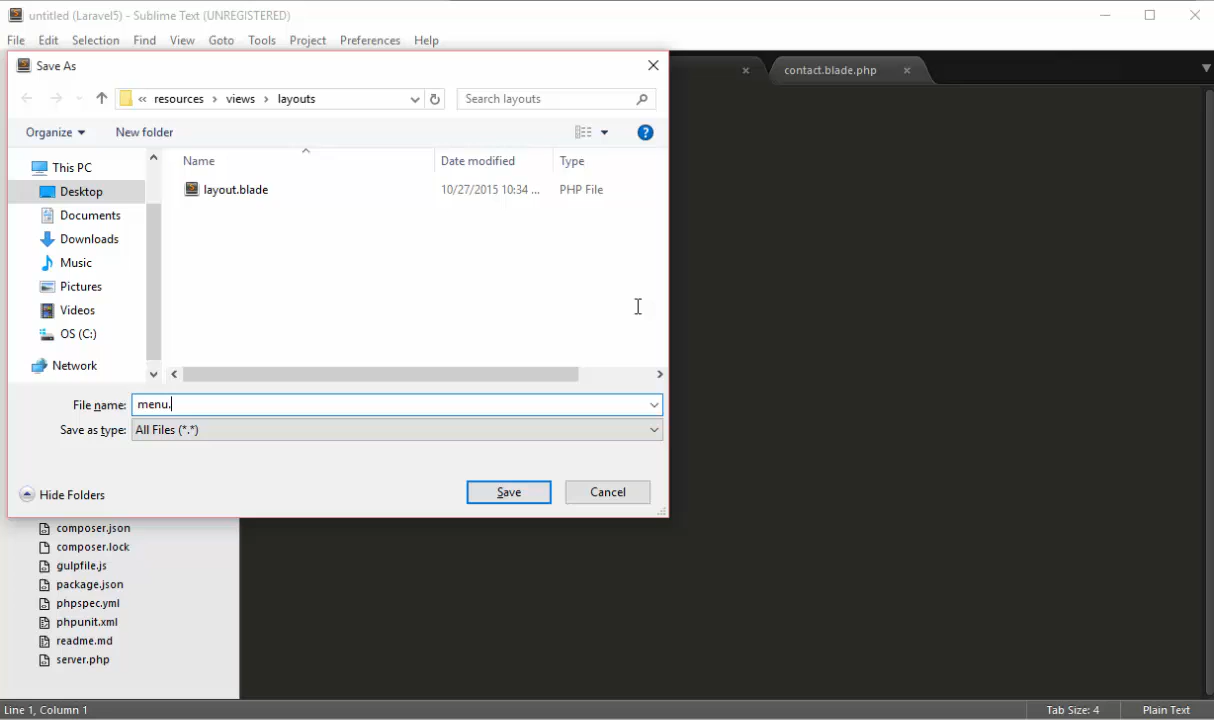 untitled (Laravel5) - Sublime Text (UNREGISTERED)
File Edit Selection Find View Goto Tools Project Preferences Help
Save As
contact.blade.php
« resources > views > layouts
Search layouts
Organize New folder
Name Date modified Type
This PC
layout.blade 10/27/2015 10:34 ... PHP File
Desktop
Documents
Downloads
Music
Pictures
Videos
OS (C:)
Network
File name: menu.
Save as type: All Files (*.*)
Hide Folders Save Cancel
composer.json
composer.lock
gulpfile.js
package.json
phpspec.yml
phpunit.xml
readme.md
server.php
Line 1, Column 1 Tab Size: 4 Plain Text